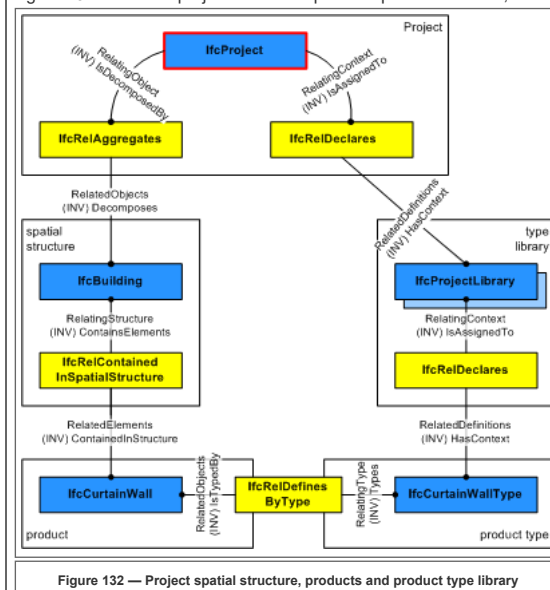 Project
IfcProject
RelatingObject
(INV) IsDecomposedBy
RelatingContext
(INV) IsAssignedTo
IfcRelAggregates
IfcRelDeclares
RelatedObjects
(INV) Decomposes
RelatedDefinitions
(INV) HasContext
spatial
structure
type
library
IfcBuilding
IfcProjectLibrary
RelatingStructure
(INV) ContainsElements
RelatingContext
(INV) IsAssignedTo
IfcRelContained
InSpatialStructure
IfcRelDeclares
RelatedElements
(INV) ContainedInStructure
RelatedDefinitions
(INV) HasContext
IfcCurtainWall
RelatedObjects
(INV) IsTypedBy
IfcRelDefines
ByType
RelatingType
(INV) Types
IfcCurtainWallType
product
product type
Figure 132 — Project spatial structure, products and product type library